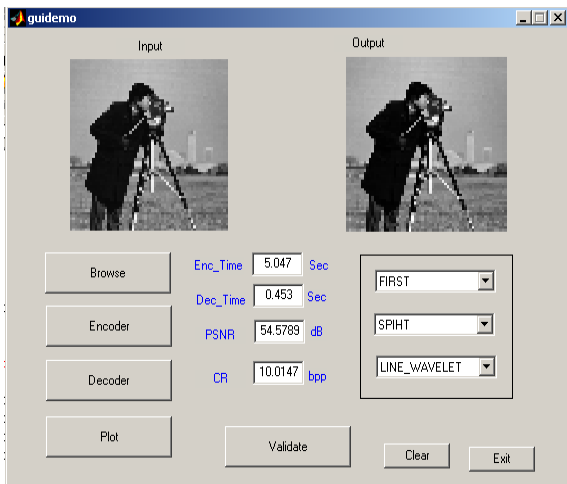 guidemo
Input
Output
Browse
Enc_Time 5.047 Sec
FIRST
Dec_Time 0.453 Sec
Encoder
PSNR 54.5789 dB
SPIHT
Decoder
CR 10.0147 bpp
LINE_WAVELET
Plot
Validate
Clear
Exit